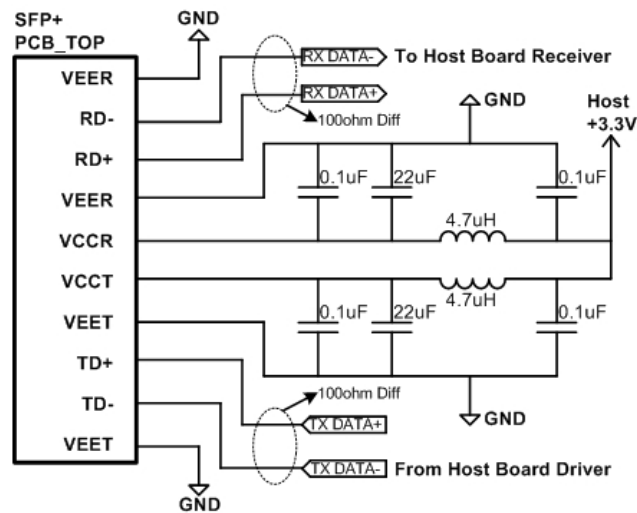 SFP+
PCB_TOP
GND
VEER
RD-
RD+
VEER
VCCR
VCCT
VEET
TD+
TD-
VEET
GND
RX DATA- To Host Board Receiver
RX DATA+
100ohm Diff
GND
Host
+3.3V
0.1uF 22uF 0.1uF
4.7uH
4.7uH
0.1uF 22uF 0.1uF
100ohm Diff
GND
TX DATA+
TX DATA- From Host Board Driver